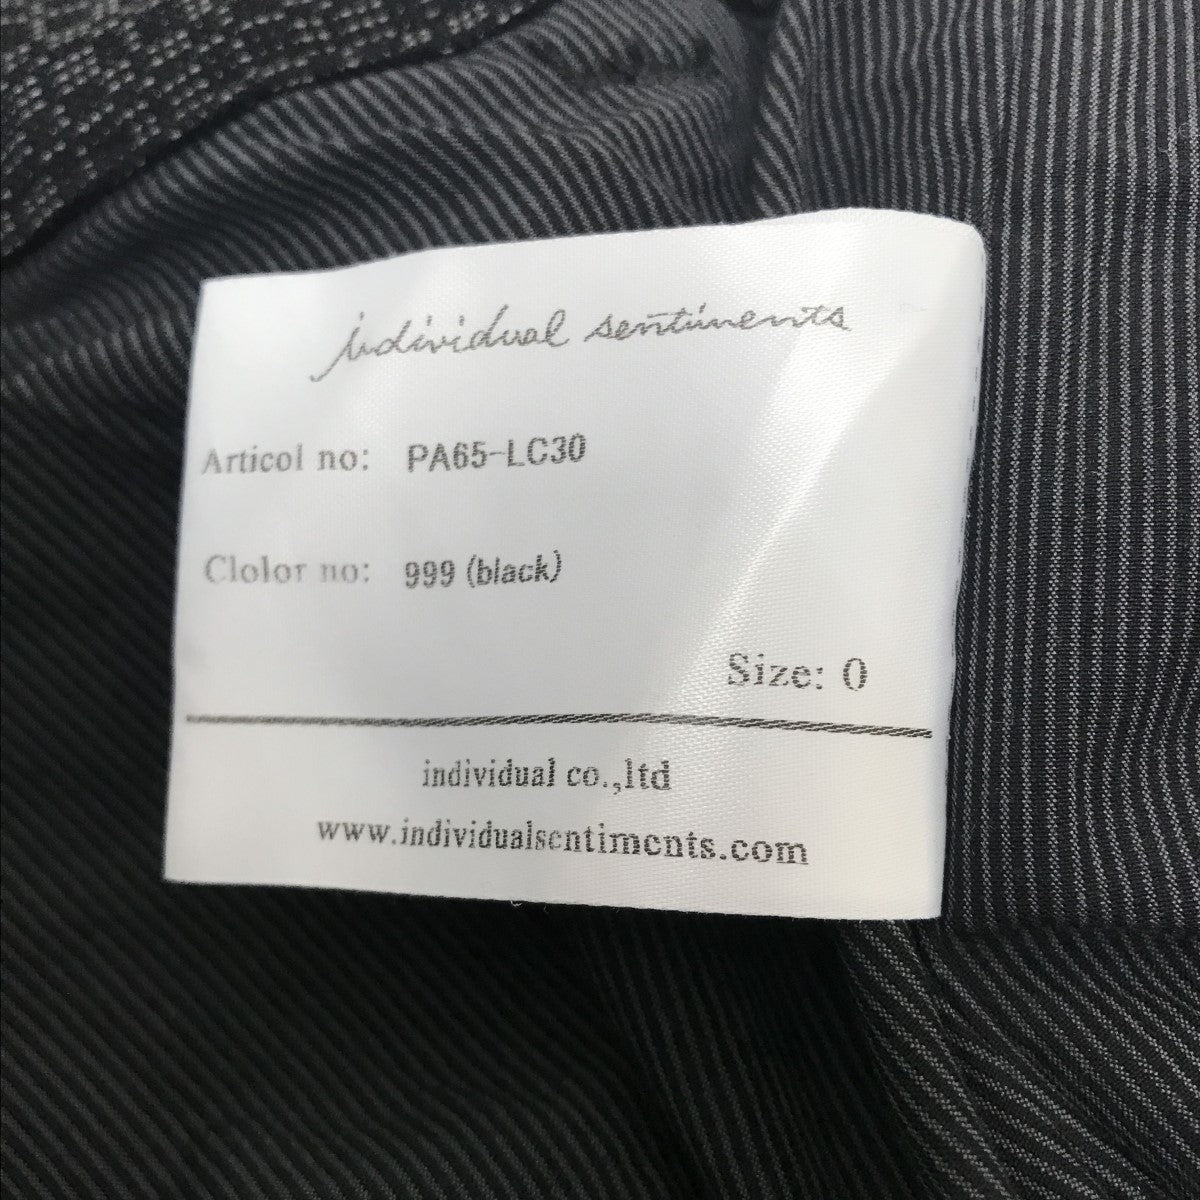 individual sentiments
Articol no: PA65-LC30
Clolor no: 999 (black)
Size: 0
individual co.,ltd
www.individualsentiments.com